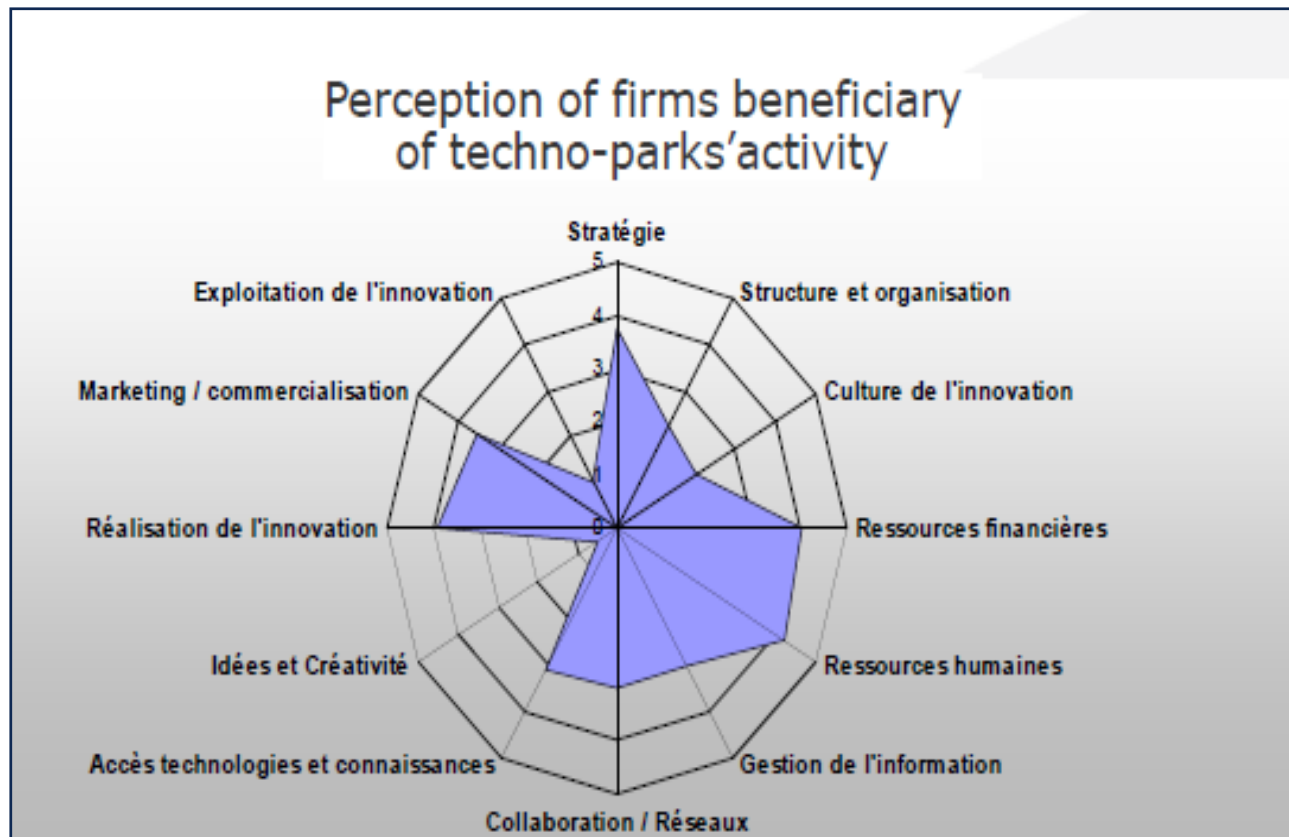 Perception of firms beneficiary
of techno-parks'activity
Stratégie
5
Exploitation de l'innovation
Structure et organisation
4
Marketing / commercialisation
3
Culture de l'innovation
2
1
Réalisation de l'innovation
0
Ressources financières
Idées et Créativité
Ressources humaines
Accès technologies et connaissances
Gestion de l'information
Collaboration / Réseaux